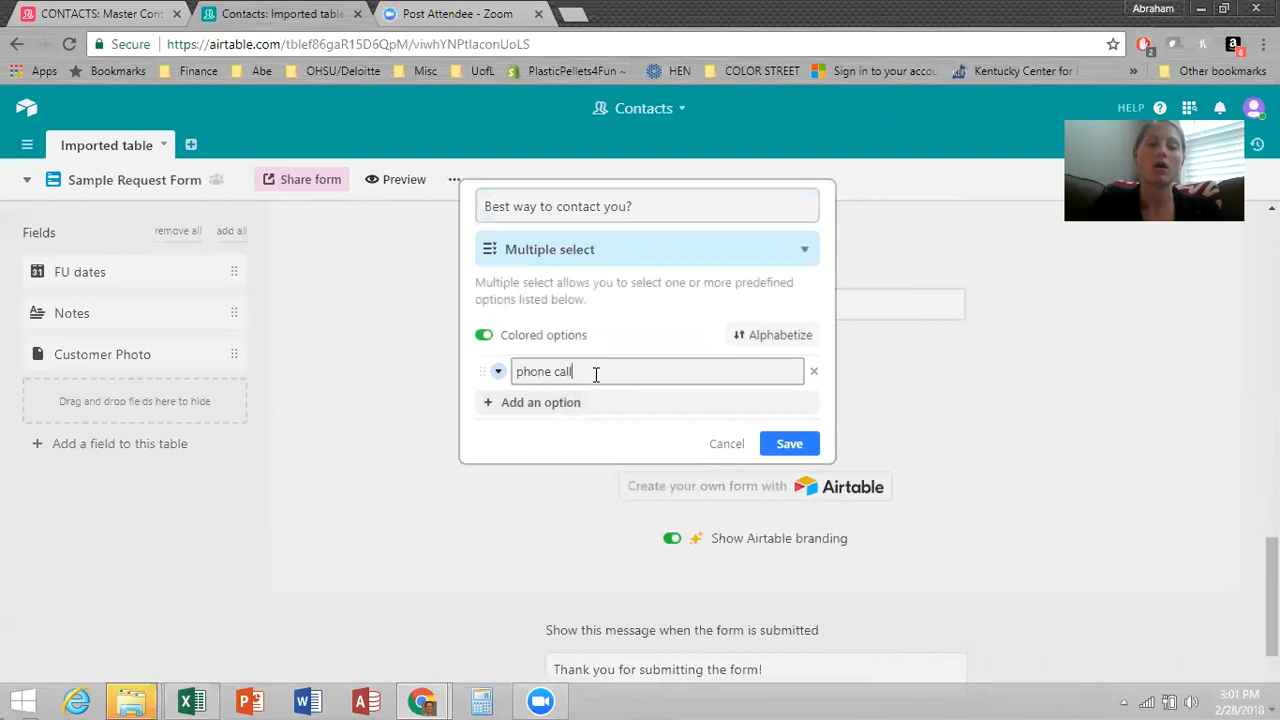 CONTACTS: Master Con
Contacts: Imported table
Post Attendee - Zoom
Abraham
Secure
https://airtable.com/tblef86gaR15D6QpM/viwhYNPtIaconUoLS
2
6
Apps
Bookmarks
Finance
Abe
OHSU/Deloitte
Misc
UofL
PlasticPellets4Fun ~
HEN
COLOR STREET
Sign in to your accou
Kentucky Center for I
»
Other bookmarks
Contacts
HELP
Imported table
Sample Request Form
Share form
Preview
Fields
remove all
add all
31 FU dates
Notes
Customer Photo
Drag and drop fields here to hide
+ Add a field to this table
Best way to contact you?
Multiple select
Multiple select allows you to select one or more predefined
options listed below.
Colored options
Alphabetize
phone call
+ Add an option
Cancel
Save
Create your own form with Airtable
Show Airtable branding
Show this message when the form is submitted
Thank you for submitting the form!
3:01 PM
2/28/2018